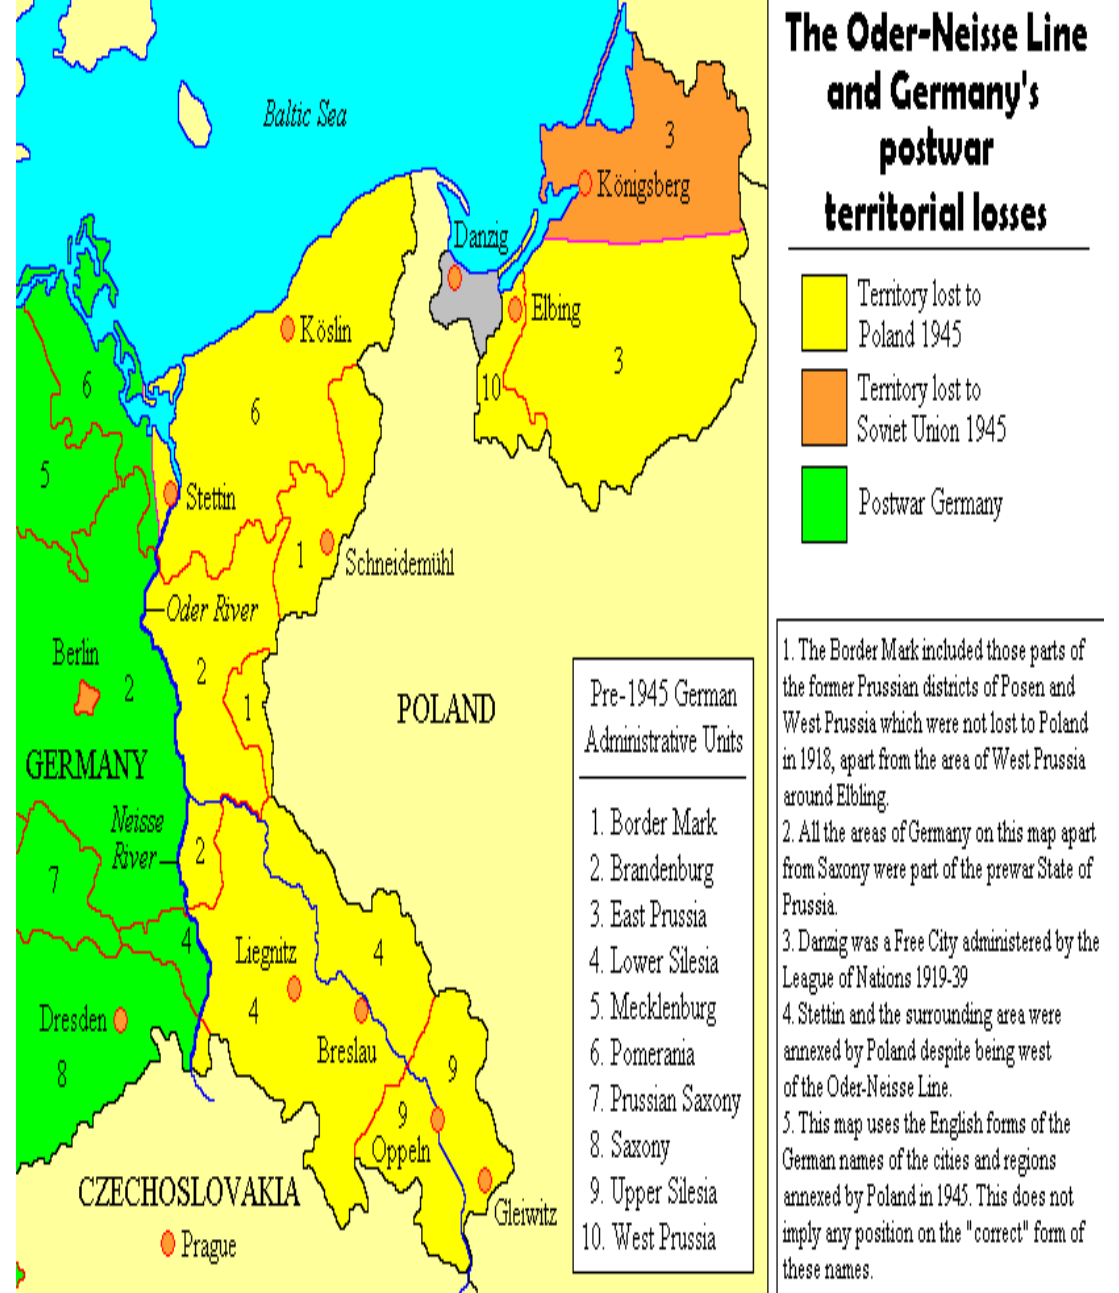 The Oder-Neisse Line
and Germany's
postwar
territorial losses
Territory lost to
Poland 1945
Territory lost to
Soviet Union 1945
Postwar Germany
Baltic Sea
3
Königsberg
Danzig
Elbing
Köslin
3
6
10
6
5
Stettin
1
Schneidemühl
Oder River
Berlin
2
2
1
POLAND
GERMANY
Neisse
River
2
7
4
Liegnitz
4
4
Dresden
Breslau
8
9
9
Oppeln
CZECHOSLOVAKIA
Gleiwitz
Prague
Pre-1945 German
Administrative Units
1. Border Mark
2. Brandenburg
3. East Prussia
4. Lower Silesia
5. Mecklenburg
6. Pomerania
7. Prussian Saxony
8. Saxony
9. Upper Silesia
10. West Prussia
1. The Border Mark included those parts of
the former Prussian districts of Posen and
West Prussia which were not lost to Poland
in 1918, apart from the area of West Prussia
around Elbling.
2. All the areas of Germany on this map apart
from Saxony were part of the prewar State of
Prussia.
3. Danzig was a Free City administered by the
League of Nations 1919-39
4. Stettin and the surrounding area were
annexed by Poland despite being west
of the Oder-Neisse Line.
5. This map uses the English forms of the
German names of the cities and regions
annexed by Poland in 1945. This does not
imply any position on the "correct" form of
these names.